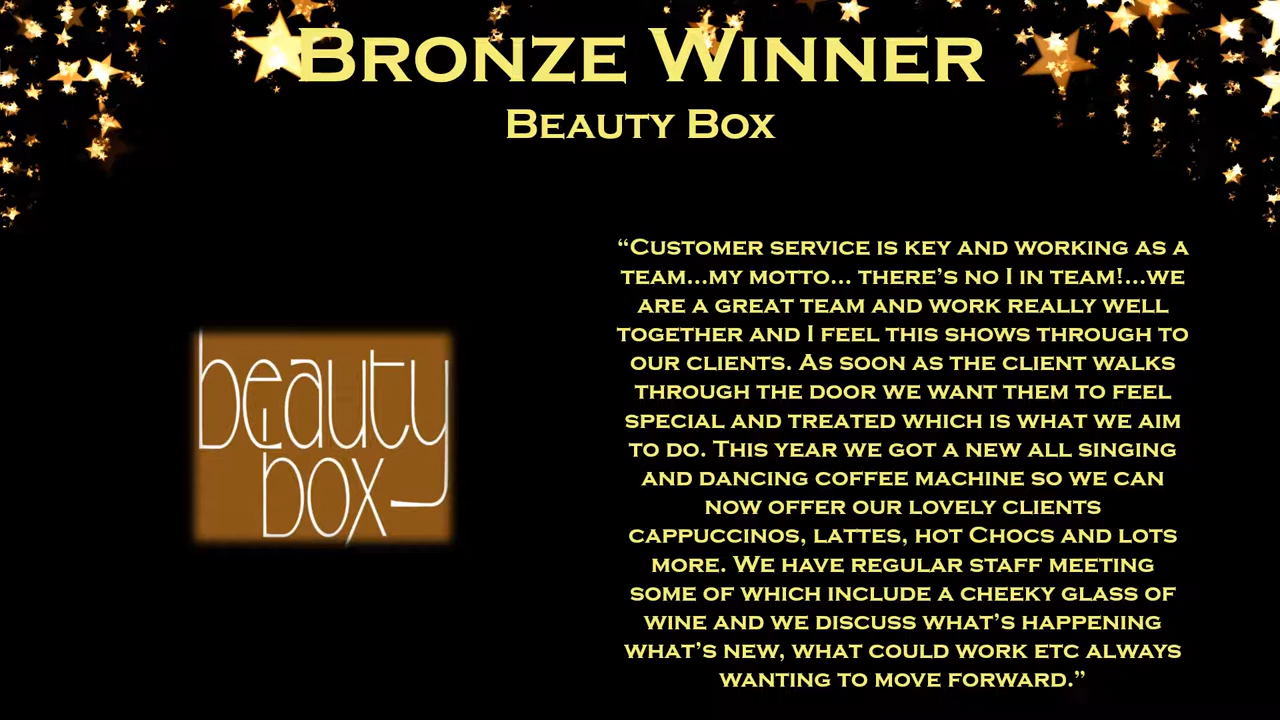 Bronze Winner
Beauty Box
“Customer service is key and working as a
team...my motto... there’s no I in team!...we
are a great team and work really well
together and I feel this shows through to
our clients. As soon as the client walks
through the door we want them to feel
special and treated which is what we aim
to do. This year we got a new all singing
and dancing coffee machine so we can
now offer our lovely clients
cappuccinos, lattes, hot Chocs and lots
more. We have regular staff meeting
some of which include a cheeky glass of
wine and we discuss what’s happening
what’s new, what could work etc always
wanting to move forward.”
beauty
box